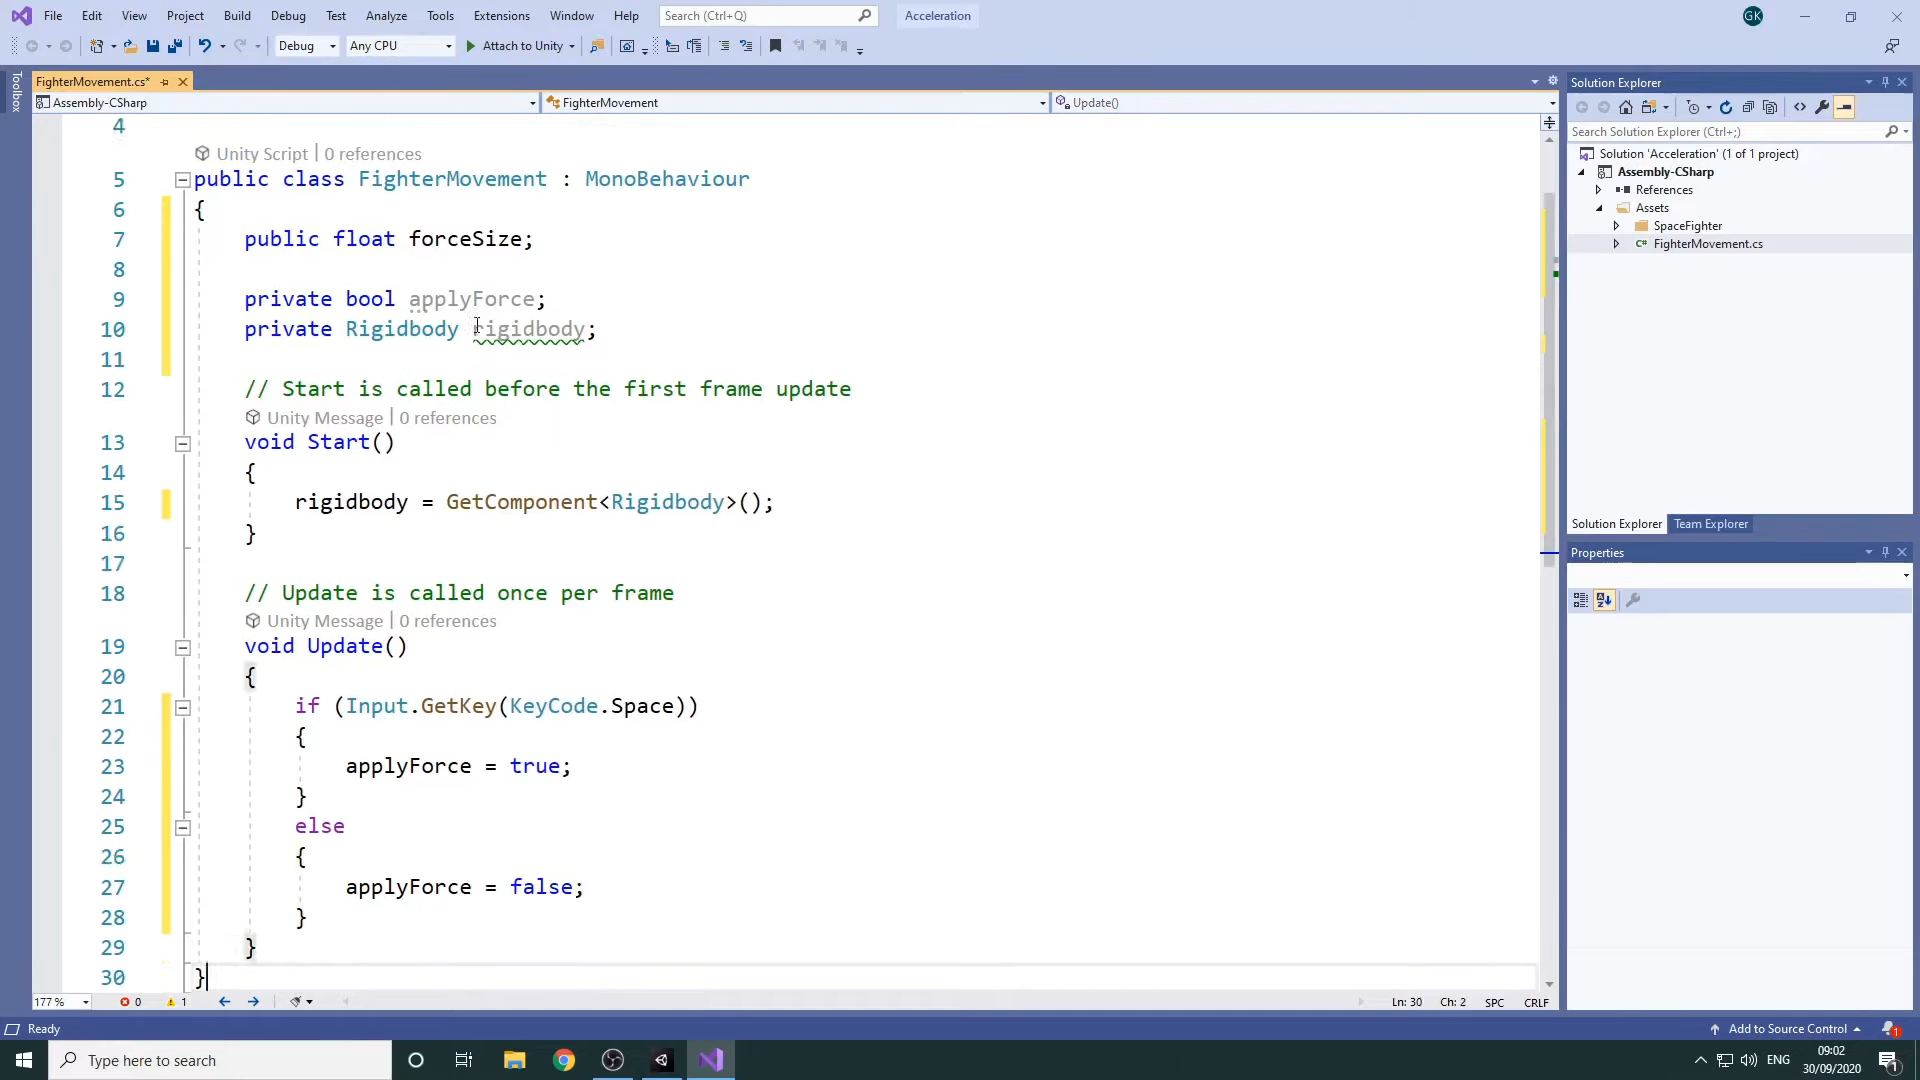 File Edit View Project Build Debug Test Analyze Tools Extensions Window Help Search (Ctrl+Q) Acceleration GK
Debug Any CPU Attach to Unity
Toolbox
FighterMovement.cs*
Assembly-CSharp FighterMovement Update()
4
Unity Script | 0 references
5 public class FighterMovement : MonoBehaviour
6 {
7 public float forceSize;
8
9 private bool applyForce;
10 private Rigidbody rigidbody;
11
12 // Start is called before the first frame update
Unity Message | 0 references
13 void Start()
14 {
15 rigidbody = GetComponent<Rigidbody>();
16 }
17
18 // Update is called once per frame
Unity Message | 0 references
19 void Update()
20 {
21 if (Input.GetKey(KeyCode.Space))
22 {
23 applyForce = true;
24 }
25 else
26 {
27 applyForce = false;
28 }
29 }
30 }
177 % 0 1 Ln: 30 Ch: 2 SPC CRLF
Solution Explorer
Search Solution Explorer (Ctrl+;)
Solution 'Acceleration' (1 of 1 project)
Assembly-CSharp
References
Assets
SpaceFighter
C# FighterMovement.cs
Solution Explorer Team Explorer
Properties
Ready Add to Source Control 1
Type here to search ENG 09:02
30/09/2020 1